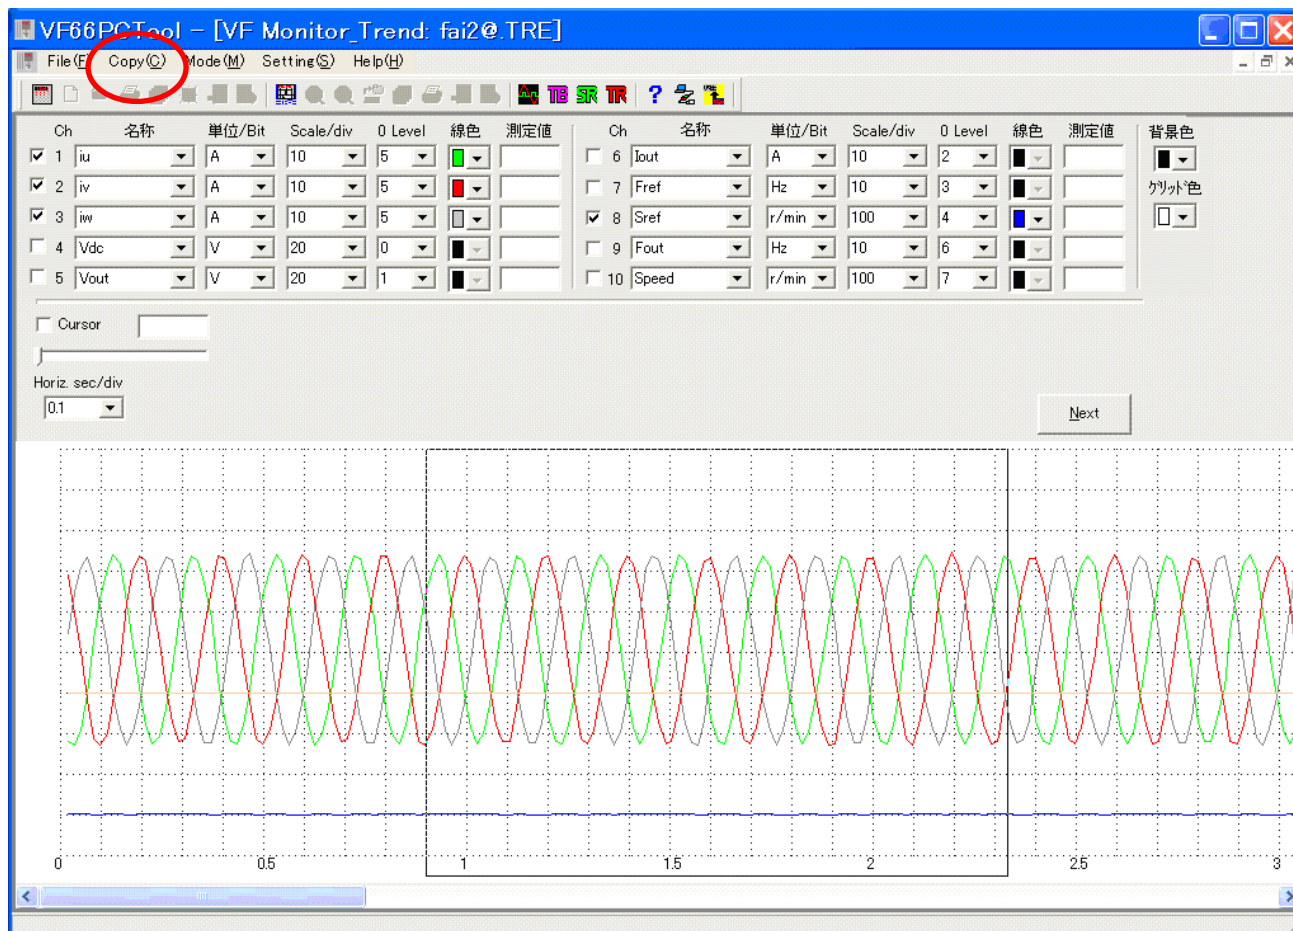 VF66PCTool - [VF Monitor_Trend: fai2@.TRE]
File(F) Copy(C) Mode(M) Setting(S) Help(H)
TB SR TR ?
Ch 名称 単位/Bit Scale/div 0 Level 線色 測定値 Ch 名称 単位/Bit Scale/div 0 Level 線色 測定値 背景色
1 iu A 10 5 6 Iout A 10 2
2 iv A 10 5 7 Fref Hz 10 3 グリッド色
3 iw A 10 5 8 Sref r/min 100 4
4 Vdc V 20 0 9 Fout Hz 10 6
5 Vout V 20 1 10 Speed r/min 100 7
Cursor
Horiz. sec/div
0.1 Next
0 0.5 1 1.5 2 2.5 3